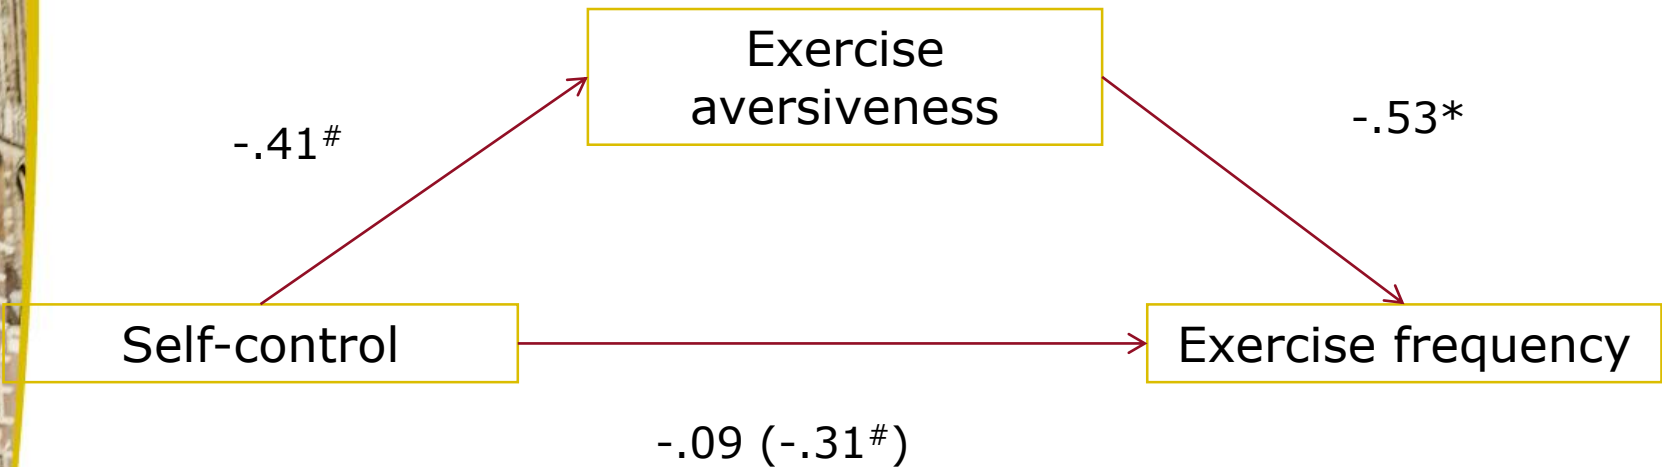 Exercise
aversiveness
-.41#
-.53*
Self-control
Exercise frequency
-.09 (-.31#)